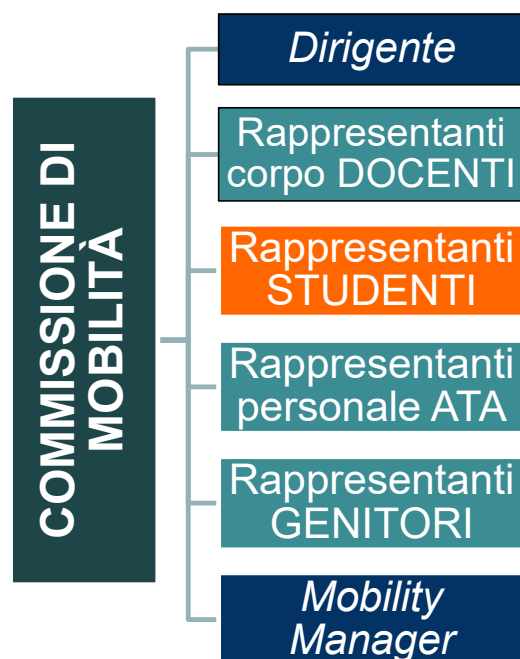 COMMISSIONE DI
MOBILITÀ
Dirigente
Rappresentanti
corpo DOCENTI
Rappresentanti
STUDENTI
Rappresentanti
personale ATA
Rappresentanti
GENITORI
Mobility
Manager